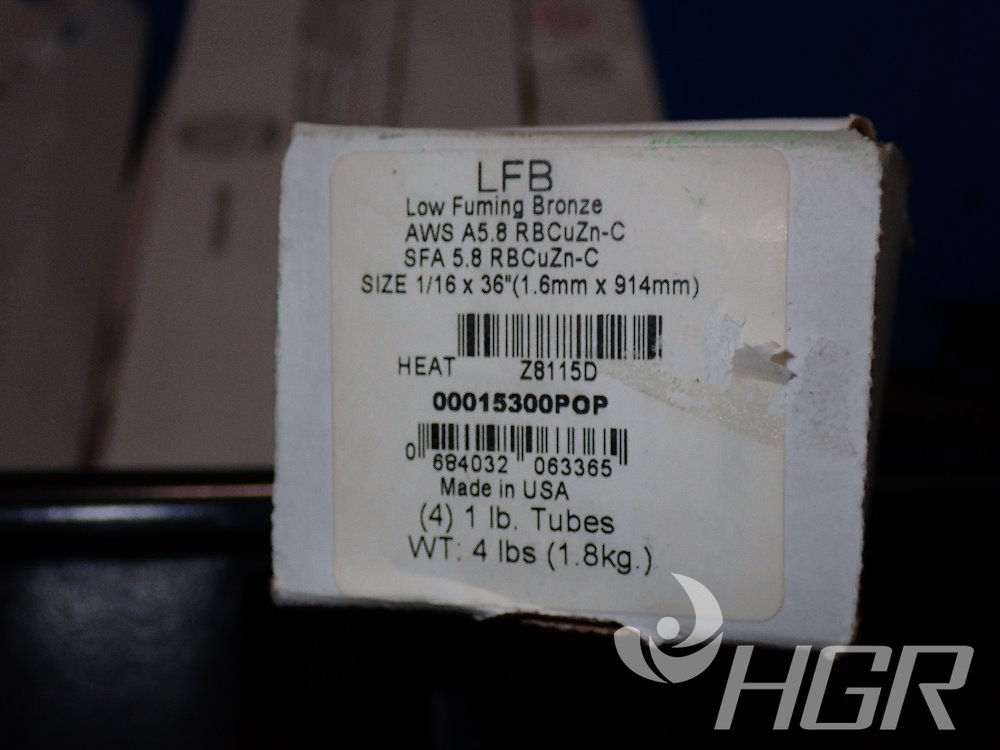 LFB
Low Fuming Bronze
AWS A5.8 RBCuZn-C
SFA 5.8 RBCuZn-C
SIZE 1/16 x 36"(1.6mm x 914mm)
HEAT Z8115D
00015300POP
0 684032 063365
Made in USA
(4) 1 lb. Tubes
WT: 4 lbs (1.8kg.)
HGR